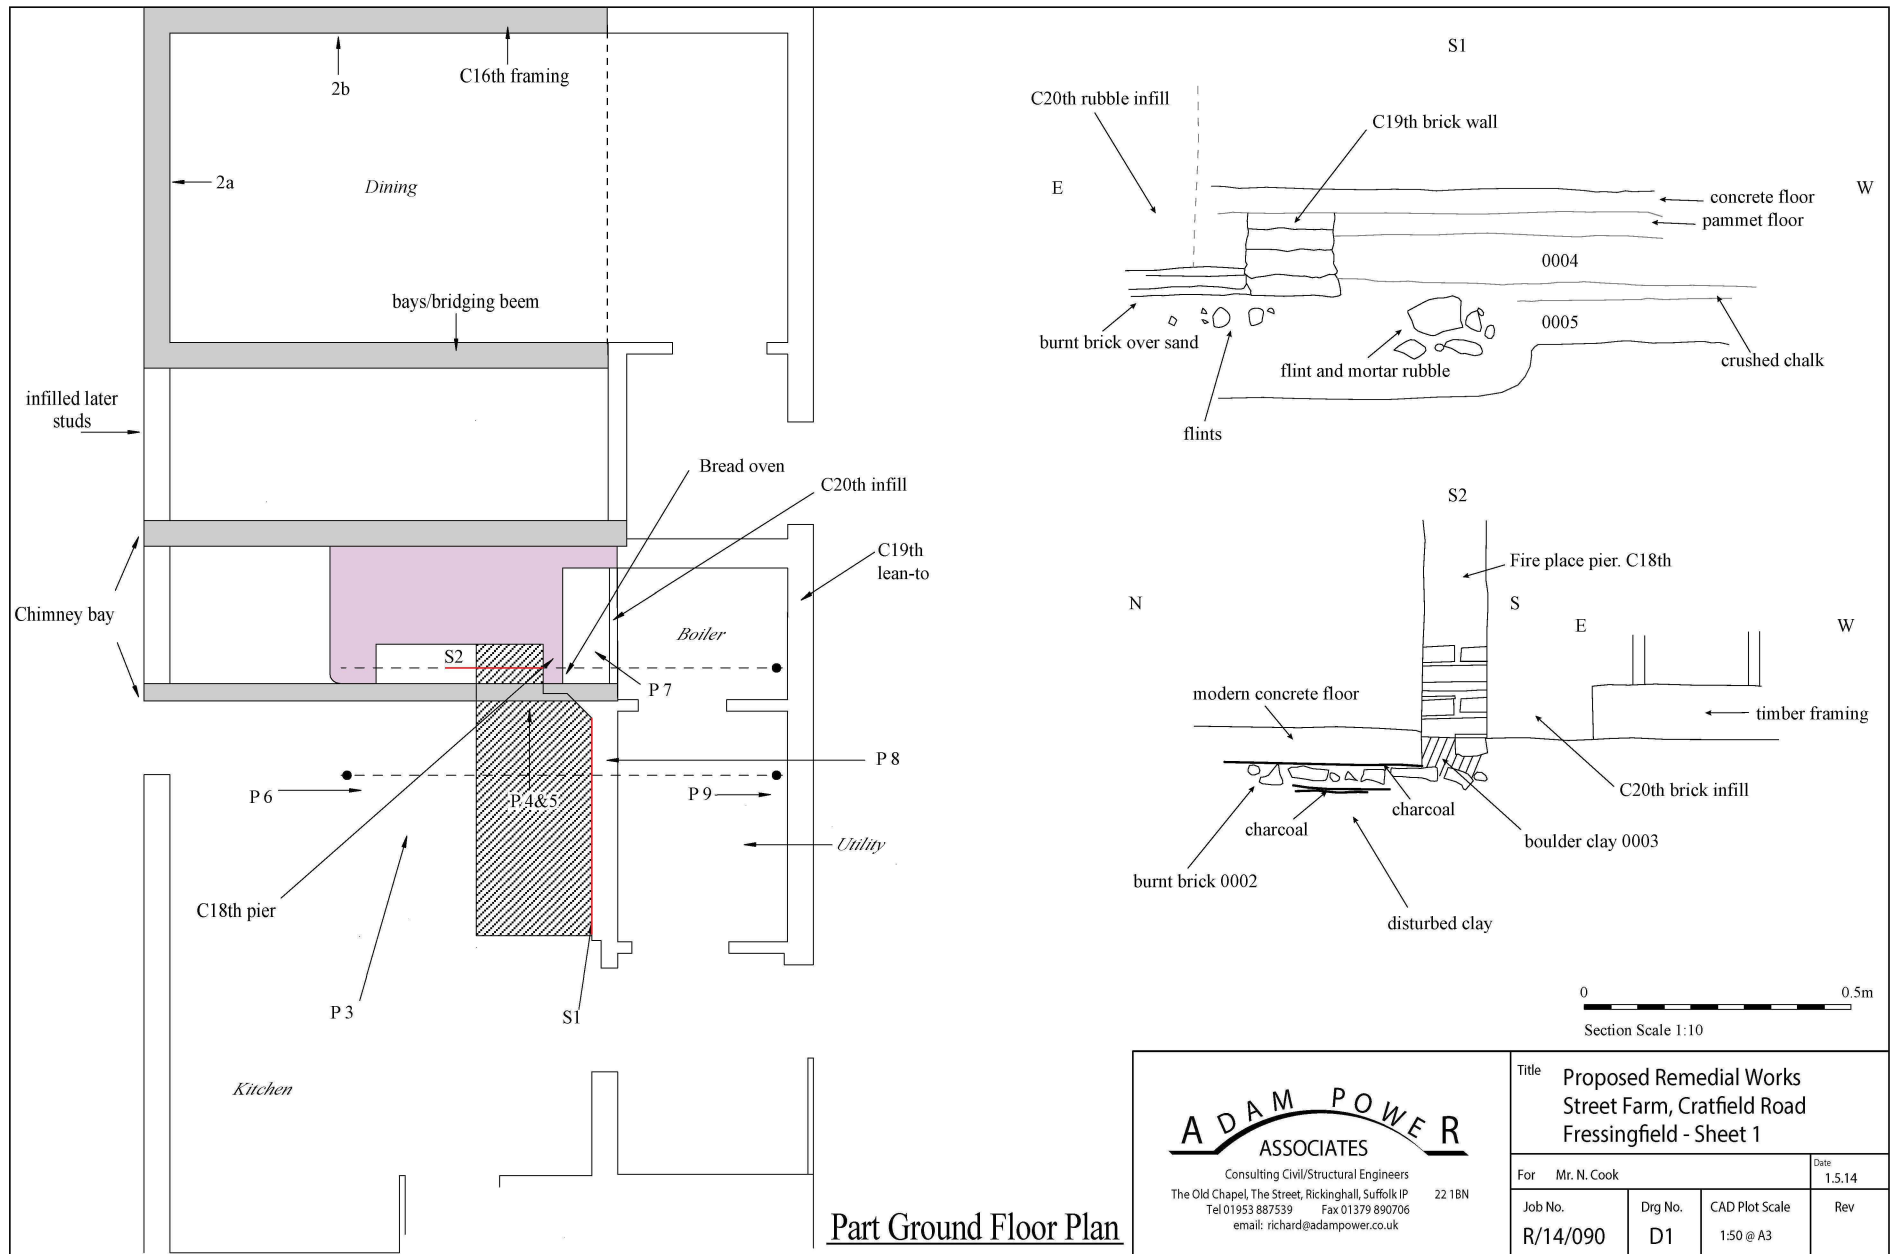 C16th framing
2b
2a
Dining
bays/bridging beem
infilled later
studs
Bread oven
C20th infill
C19th
lean-to
Chimney bay
Boiler
S2
P 7
P 8
P 6
P 4&5
P 9
Utility
C18th pier
P 3
S1
Kitchen
Part Ground Floor Plan
S1
C20th rubble infill
C19th brick wall
E
W
concrete floor
pammet floor
0004
0005
burnt brick over sand
flint and mortar rubble
crushed chalk
flints
S2
Fire place pier. C18th
N
S
E
W
modern concrete floor
timber framing
C20th brick infill
charcoal
charcoal
boulder clay 0003
burnt brick 0002
disturbed clay
0
0.5m
Section Scale 1:10
ADAM POWER
ASSOCIATES
Consulting Civil/Structural Engineers
The Old Chapel, The Street, Rickinghall, Suffolk IP 22 1BN
Tel 01953 887539 Fax 01379 890706
email: richard@adampower.co.uk
Title
Proposed Remedial Works
Street Farm, Cratfield Road
Fressingfield - Sheet 1
For Mr. N. Cook
Date
1.5.14
Job No.
R/14/090
Drg No.
D1
CAD Plot Scale
1:50 @ A3
Rev